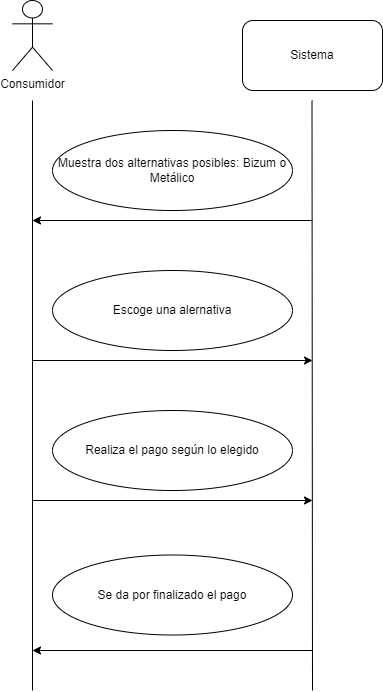 Consumidor
Sistema
Muestra dos alternativas posibles: Bizum o
Metálico
Escoge una alernativa
Realiza el pago según lo elegido
Se da por finalizado el pago